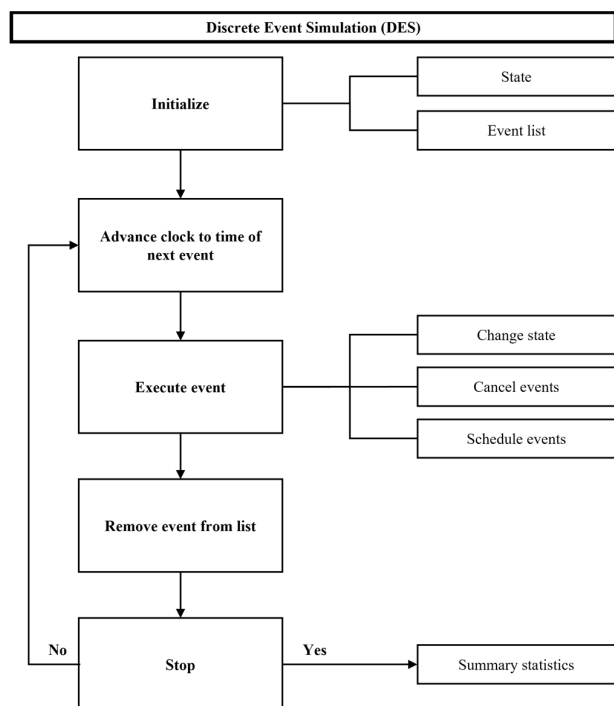 Discrete Event Simulation (DES)
State
Initialize
Event list
Advance clock to time of
next event
Change state
Execute event
Cancel events
Schedule events
Remove event from list
No
Stop
Yes
Summary statistics